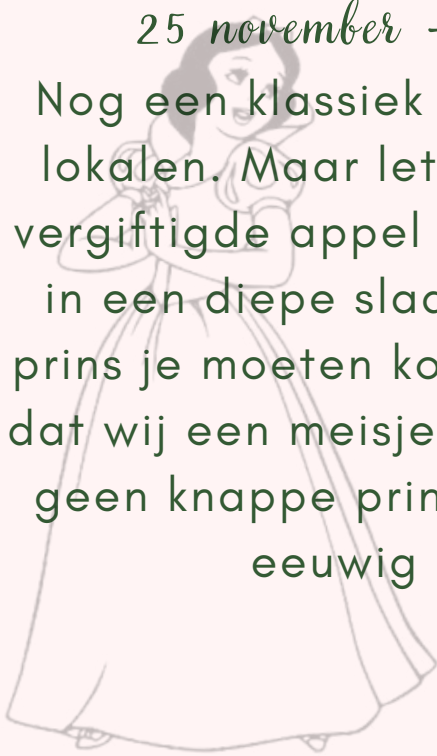 25 november -
Nog een klassiek
lokalen. Maar let
vergiftigde appel
in een diepe slaa
prins je moeten ko
dat wij een meisje
geen knappe prin
eeuwig